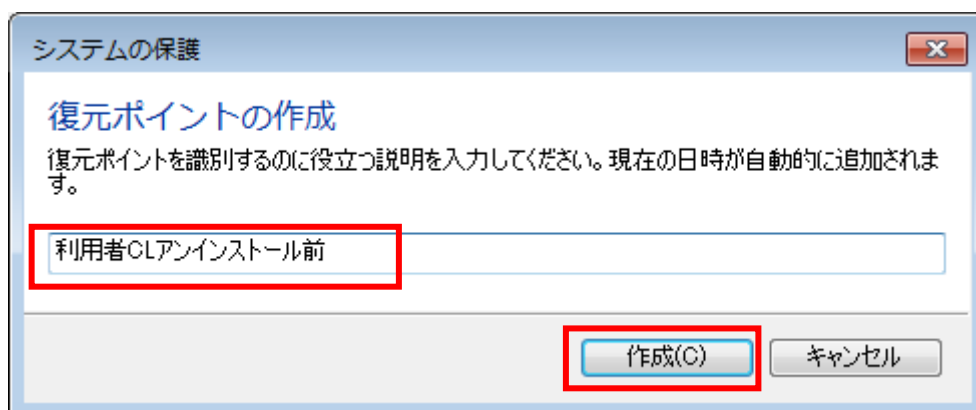 システムの保護
復元ポイントの作成
復元ポイントを識別するのに役立つ説明を入力してください。現在の日時が自動的に追加されま
す。
利用者CLアンインストール前
作成(C)
キャンセル